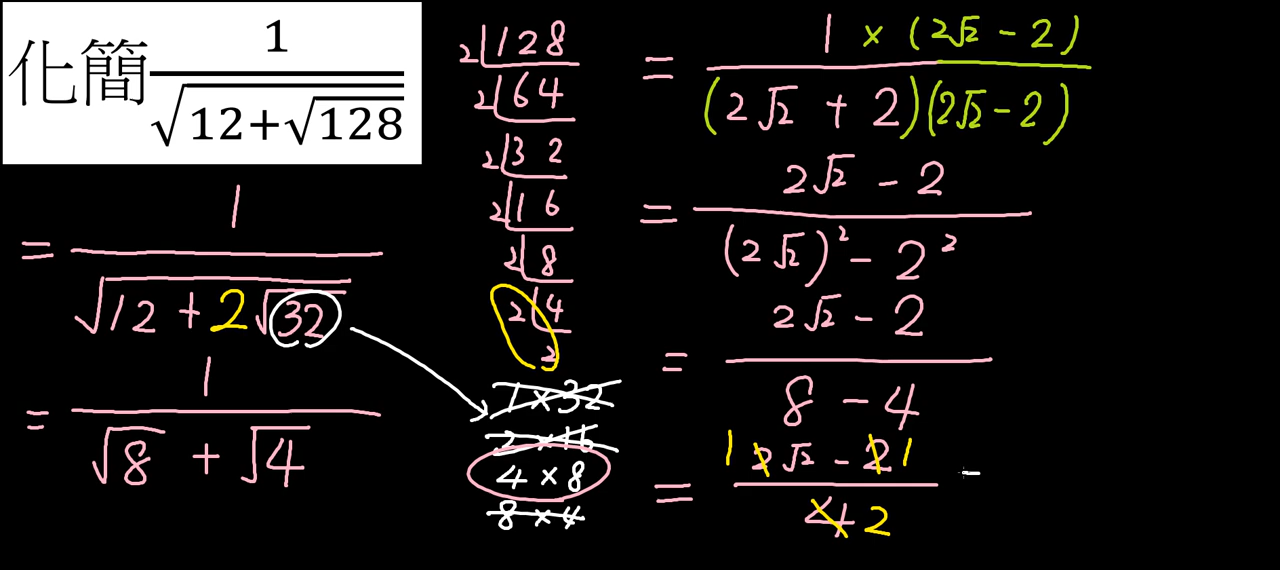 化簡 1/√(12+√128)
= 1/√(12 + 2√32)
= 1/(√8 + √4)
2|128
2|64
2|32
2|16
2|8
2|4
2
1 × 32
2 × 16
4 × 8
8 × 4
= 1 × (2√2 − 2)/(2√2 + 2)(2√2 − 2)
= (2√2 − 2)/((2√2)² − 2²)
= (2√2 − 2)/(8 − 4)
= (1 2√2 − 2 1)/(4 2) −